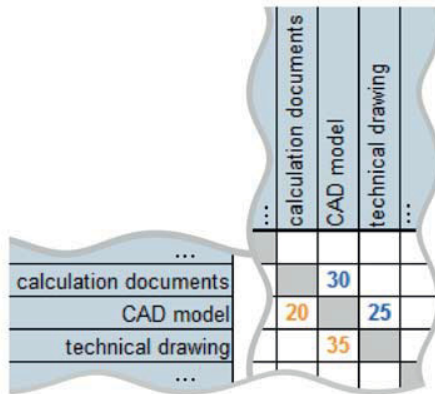 ...
calculation documents
CAD model
technical drawing
...
...
calculation documents 30
CAD model 20 25
technical drawing 35
...